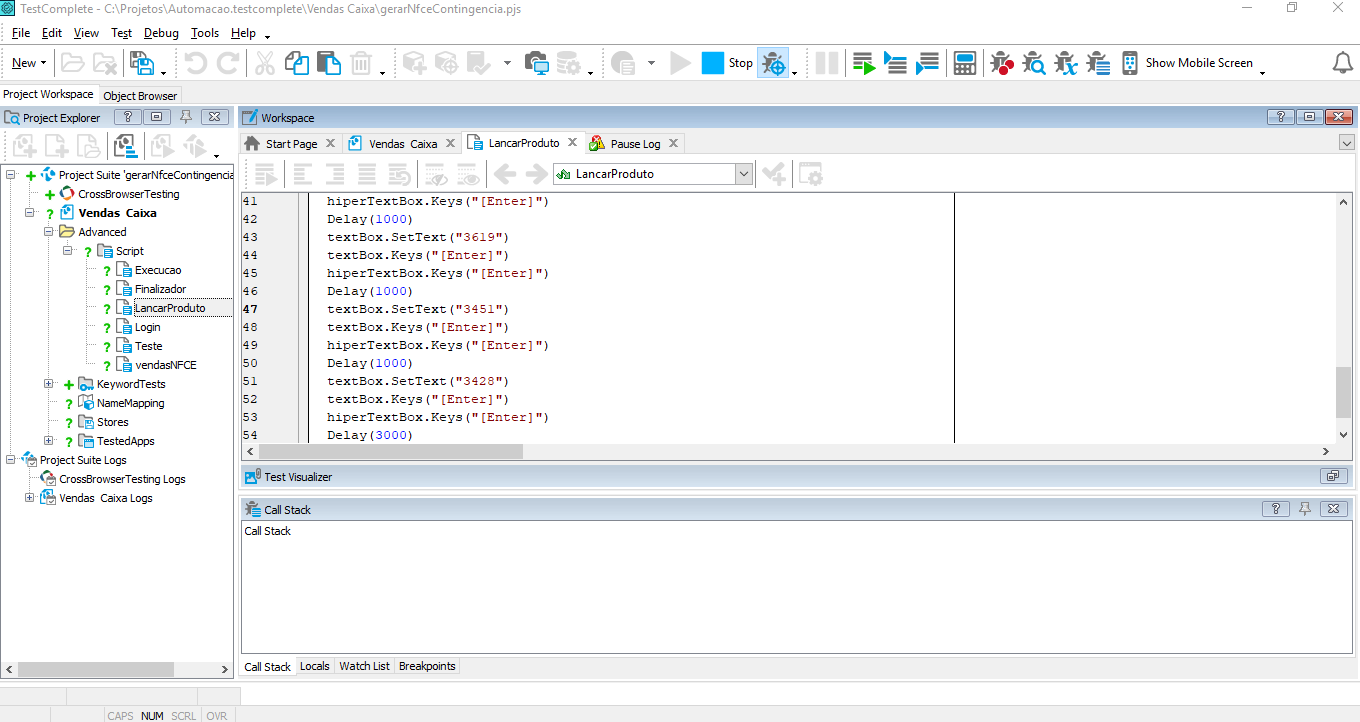 TestComplete - C:\Projetos\Automacao.testcomplete\Vendas Caixa\gerarNfceContingencia.pjs
File Edit View Test Debug Tools Help
New Stop Show Mobile Screen
Project Workspace Object Browser
Project Explorer
Project Suite 'gerarNfceContingencia
CrossBrowserTesting
Vendas Caixa
Advanced
Script
Execucao
Finalizador
LancarProduto
Login
Teste
vendasNFCE
KeywordTests
NameMapping
Stores
TestedApps
Project Suite Logs
CrossBrowserTesting Logs
Vendas Caixa Logs
Workspace
Start Page Vendas Caixa LancarProduto Pause Log
LancarProduto
41 hiperTextBox.Keys("[Enter]")
42 Delay(1000)
43 textBox.SetText("3619")
44 textBox.Keys("[Enter]")
45 hiperTextBox.Keys("[Enter]")
46 Delay(1000)
47 textBox.SetText("3451")
48 textBox.Keys("[Enter]")
49 hiperTextBox.Keys("[Enter]")
50 Delay(1000)
51 textBox.SetText("3428")
52 textBox.Keys("[Enter]")
53 hiperTextBox.Keys("[Enter]")
54 Delay(3000)
Test Visualizer
Call Stack
Call Stack
Call Stack Locals Watch List Breakpoints
CAPS NUM SCRL OVR